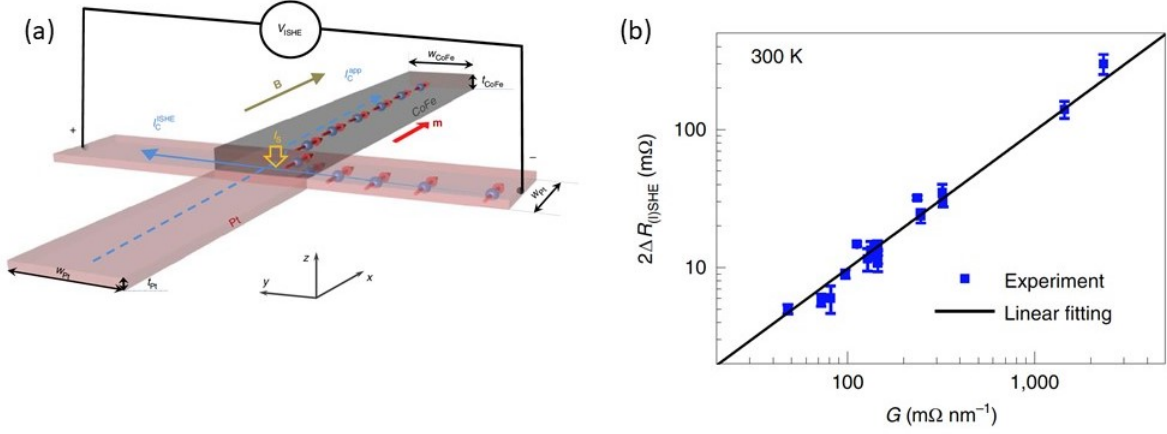 (a)
V_ISHE
w_CoFe
t_CoFe
B
I_C^app
CoFe
I_C^ISHE
I_S
m
+
−
w_Pt
Pt
w_Pt
t_Pt
z
y
x
(b)
300 K
100
10
2ΔR_(I)SHE (mΩ)
Experiment
Linear fitting
100
1,000
G (mΩ nm⁻¹)